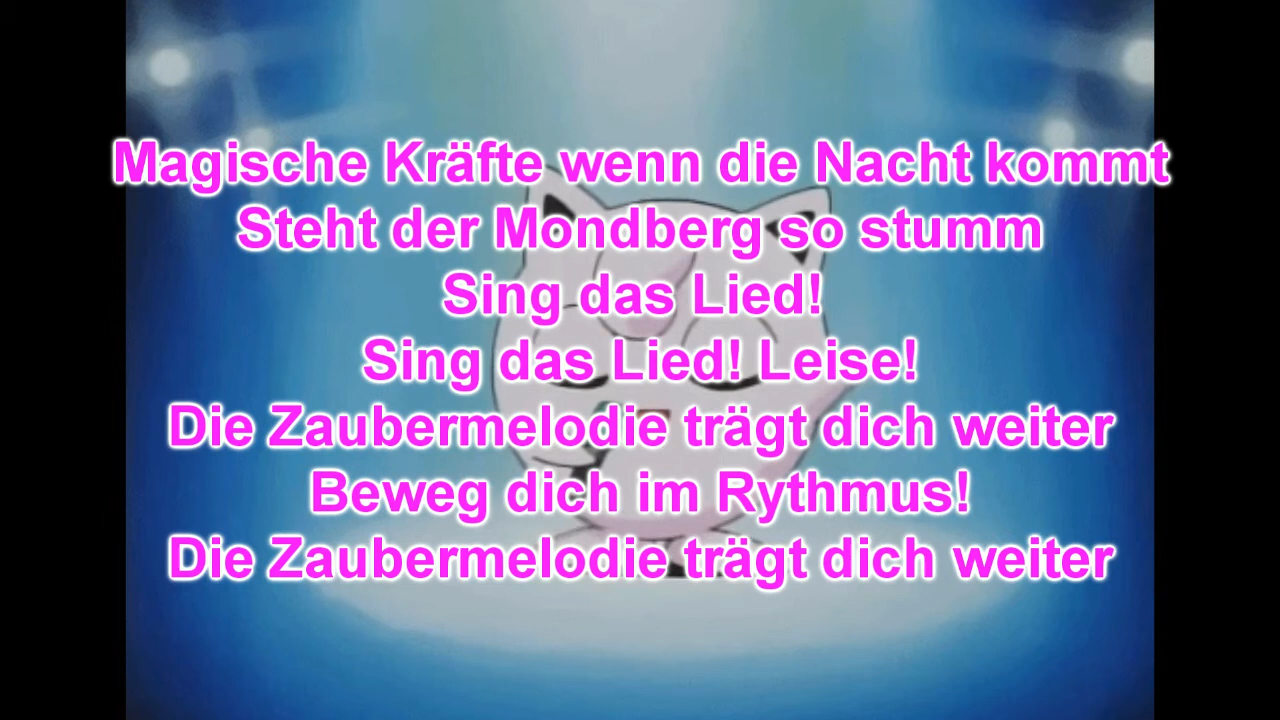 Magische Kräfte wenn die Nacht kommt
Steht der Mondberg so stumm
Sing das Lied!
Sing das Lied! Leise!
Die Zaubermelodie trägt dich weiter
Beweg dich im Rythmus!
Die Zaubermelodie trägt dich weiter